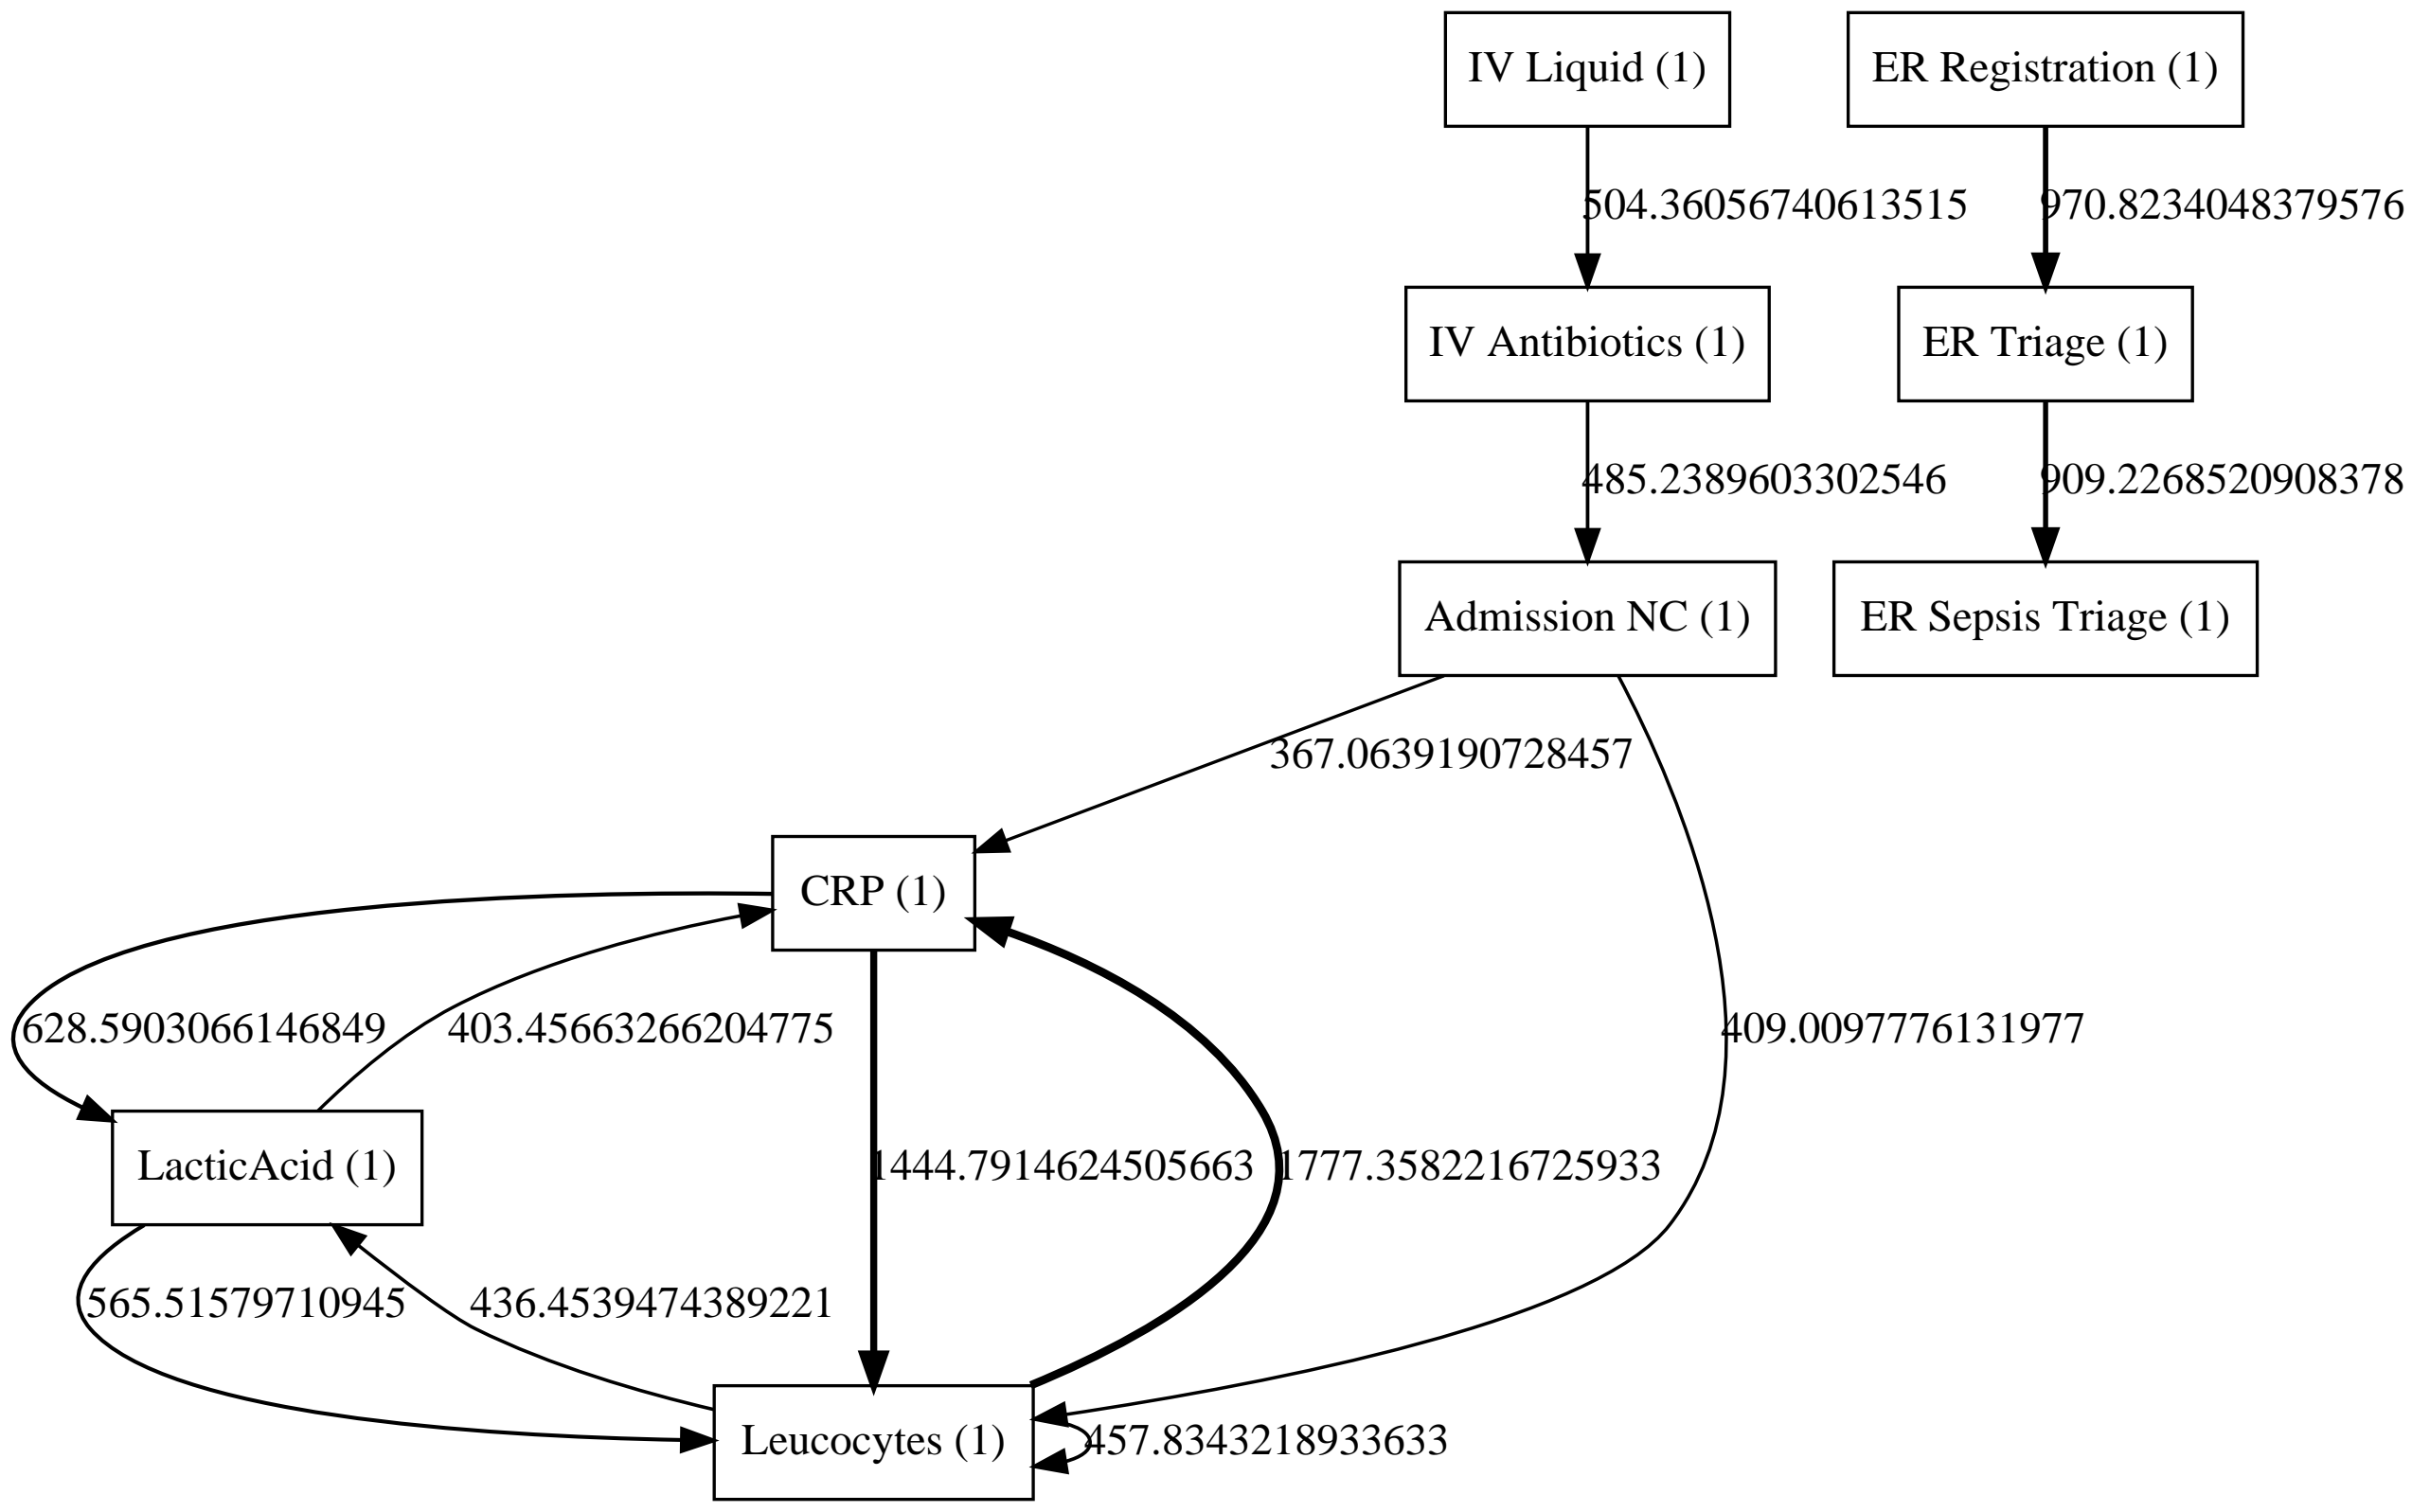 IV Liquid (1)
ER Registration (1)
504.36056740613515
970.8234048379576
IV Antibiotics (1)
ER Triage (1)
485.2389603302546
909.2268520908378
Admission NC (1)
ER Sepsis Triage (1)
367.0639190728457
CRP (1)
628.5903066146849
403.45663266204775
409.0097776131977
LacticAcid (1)
1444.7914624505663
1777.3582216725933
565.51579710945
436.4539474389221
Leucocytes (1)
457.8343218933633